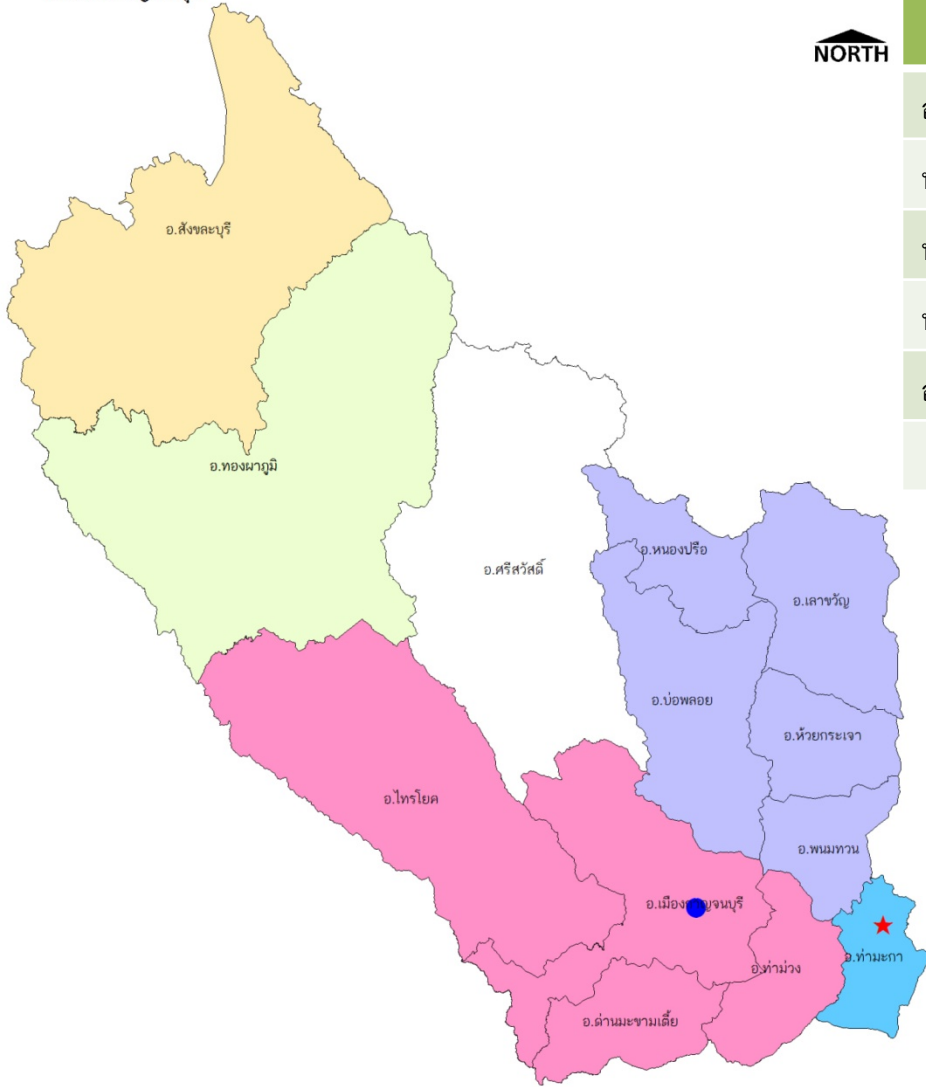 NORTH
อ.สังขละบุรี
อ.ทองผาภูมิ
อ.หนองปรือ
อ.ศรีสวัสดิ์
อ.เลาขวัญ
อ.บ่อพลอย
อ.ห้วยกระเจา
อ.ไทรโยค
อ.พนมทวน
อ.เมืองกาญจนบุรี
อ.ท่ามะกา
อ.ท่าม่วง
อ.ด่านมะขามเตี้ย